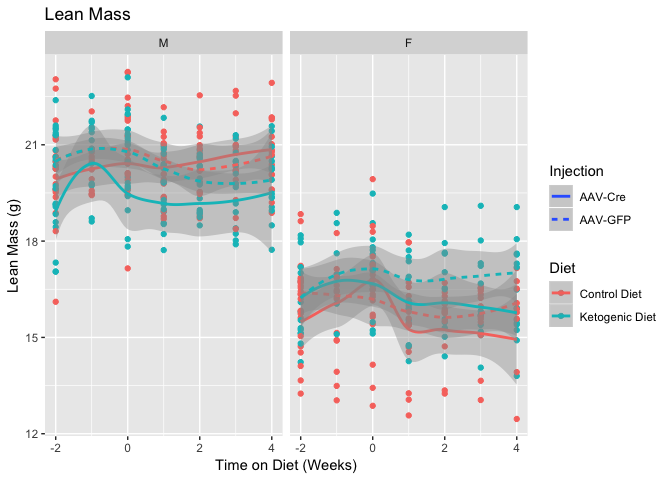 Lean Mass
M F
21
18
15
12
Lean Mass (g)
-2 0 2 4 -2 0 2 4
Time on Diet (Weeks)
Injection
AAV-Cre
AAV-GFP
Diet
Control Diet
Ketogenic Diet